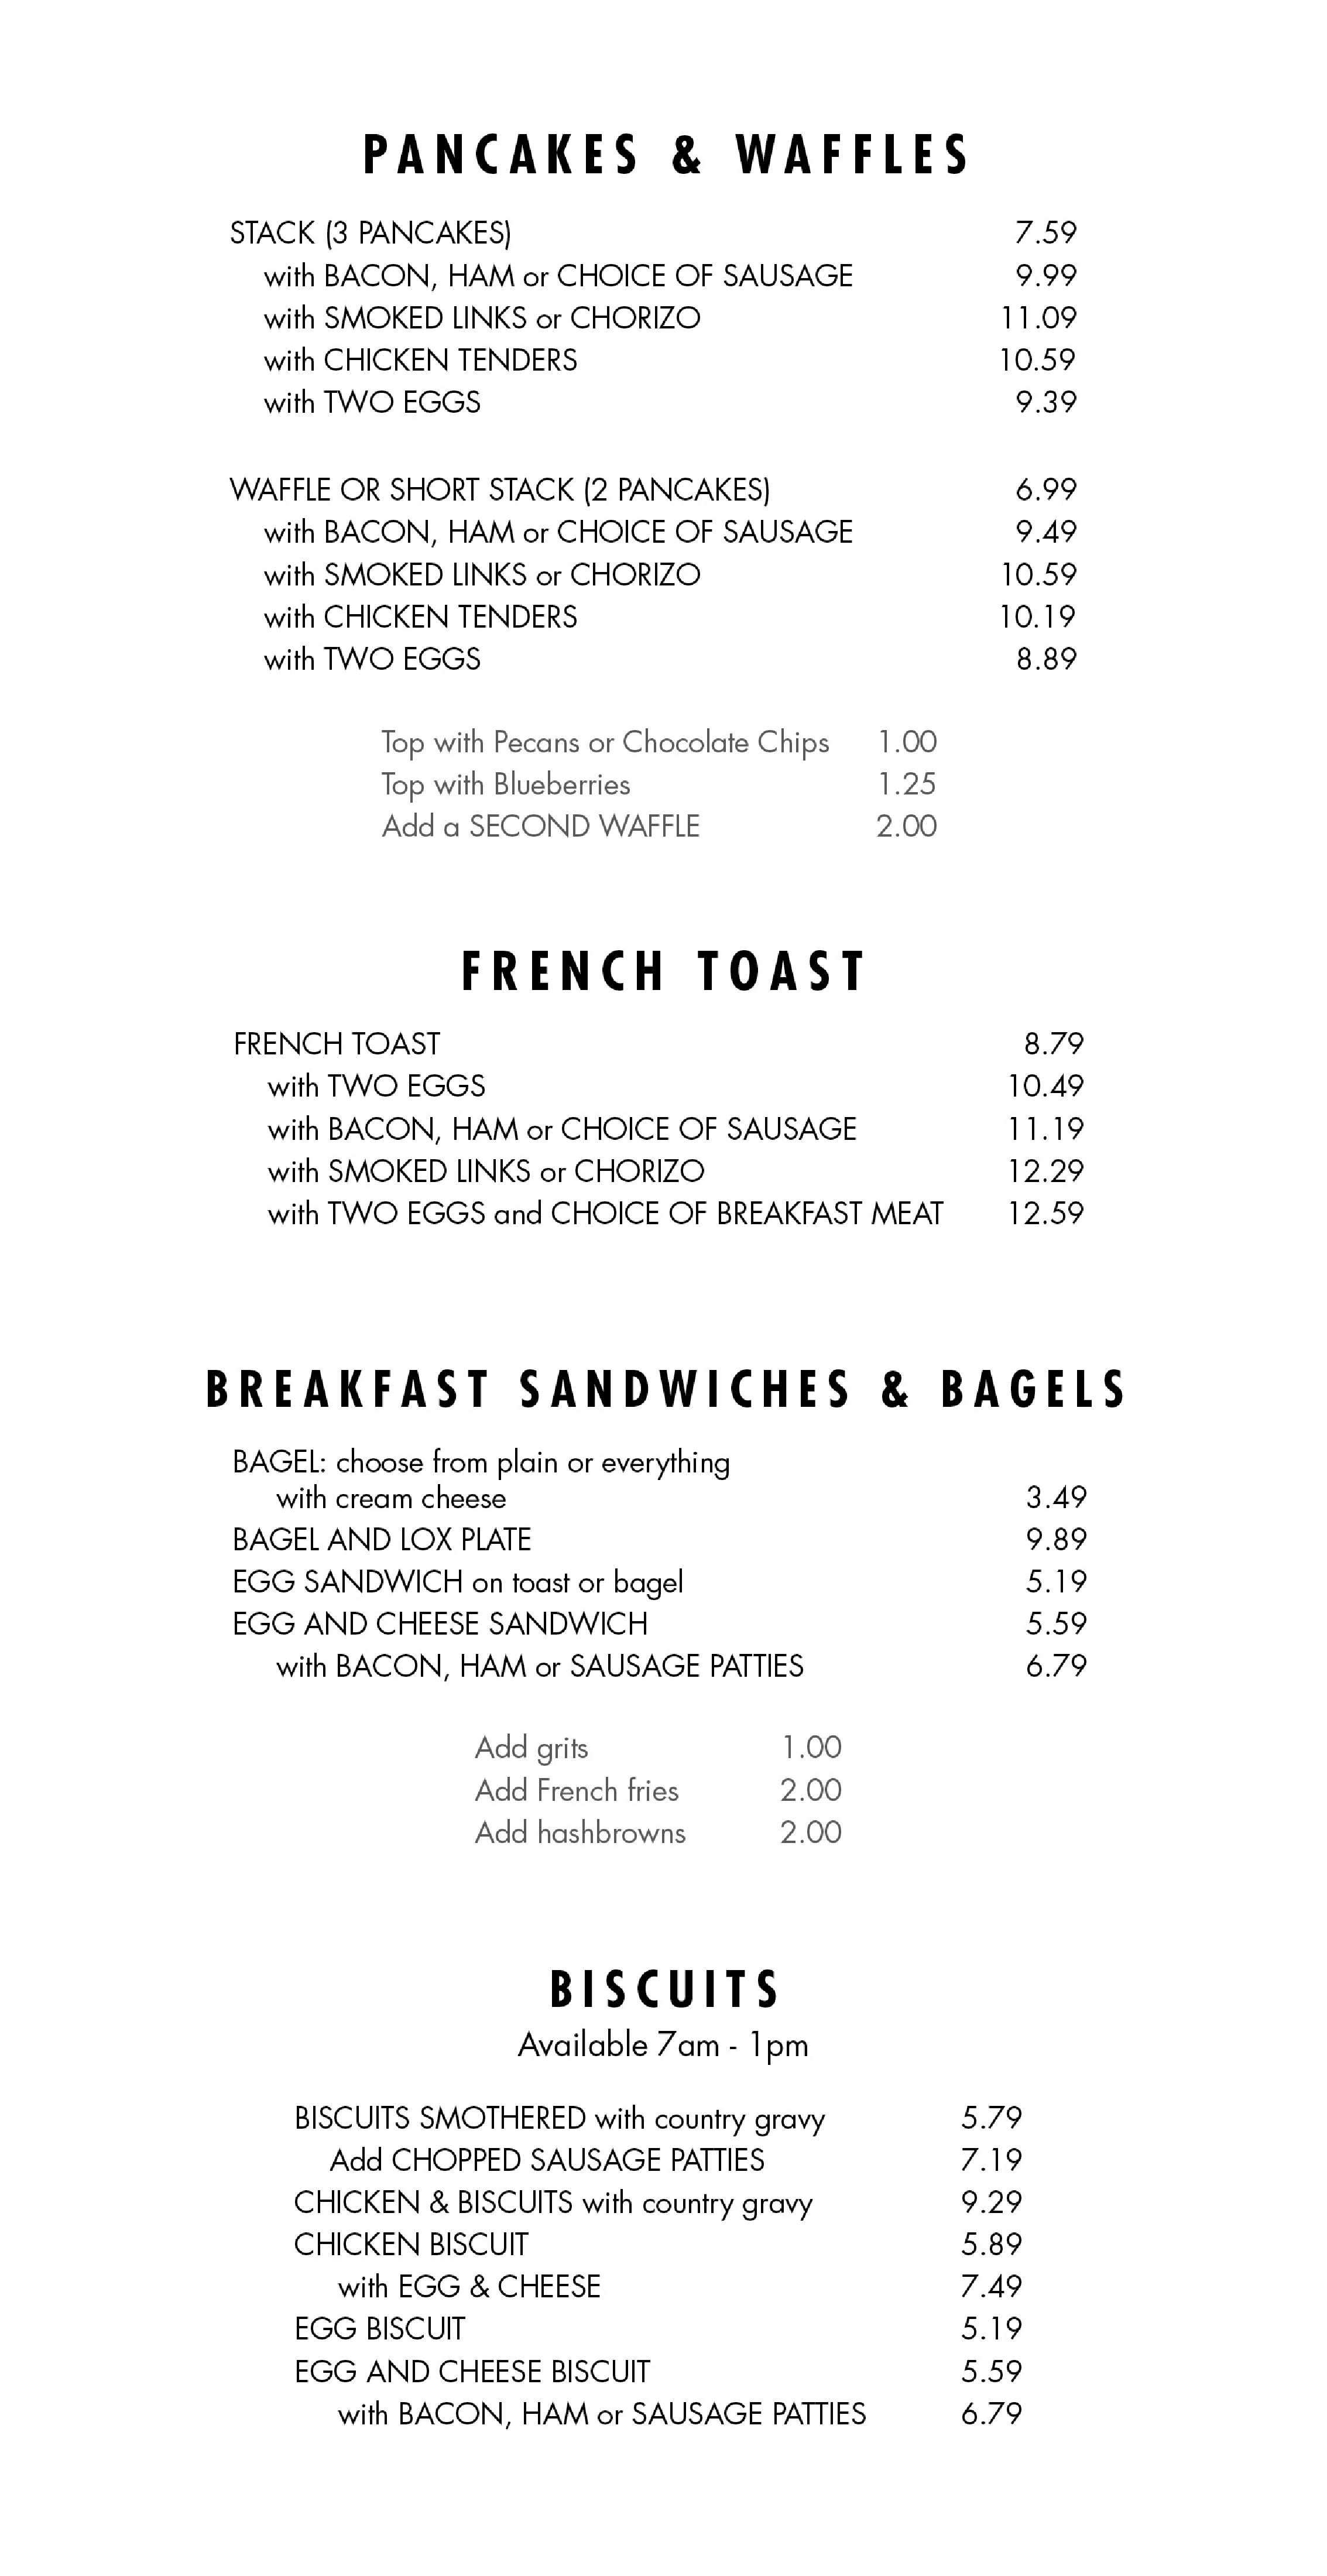 PANCAKES & WAFFLES
STACK (3 PANCAKES) 7.59
with BACON, HAM or CHOICE OF SAUSAGE 9.99
with SMOKED LINKS or CHORIZO 11.09
with CHICKEN TENDERS 10.59
with TWO EGGS 9.39
WAFFLE OR SHORT STACK (2 PANCAKES) 6.99
with BACON, HAM or CHOICE OF SAUSAGE 9.49
with SMOKED LINKS or CHORIZO 10.59
with CHICKEN TENDERS 10.19
with TWO EGGS 8.89
Top with Pecans or Chocolate Chips 1.00
Top with Blueberries 1.25
Add a SECOND WAFFLE 2.00
FRENCH TOAST
FRENCH TOAST 8.79
with TWO EGGS 10.49
with BACON, HAM or CHOICE OF SAUSAGE 11.19
with SMOKED LINKS or CHORIZO 12.29
with TWO EGGS and CHOICE OF BREAKFAST MEAT 12.59
BREAKFAST SANDWICHES & BAGELS
BAGEL: choose from plain or everything
with cream cheese 3.49
BAGEL AND LOX PLATE 9.89
EGG SANDWICH on toast or bagel 5.19
EGG AND CHEESE SANDWICH 5.59
with BACON, HAM or SAUSAGE PATTIES 6.79
Add grits 1.00
Add French fries 2.00
Add hashbrowns 2.00
BISCUITS
Available 7am - 1pm
BISCUITS SMOTHERED with country gravy 5.79
Add CHOPPED SAUSAGE PATTIES 7.19
CHICKEN & BISCUITS with country gravy 9.29
CHICKEN BISCUIT 5.89
with EGG & CHEESE 7.49
EGG BISCUIT 5.19
EGG AND CHEESE BISCUIT 5.59
with BACON, HAM or SAUSAGE PATTIES 6.79